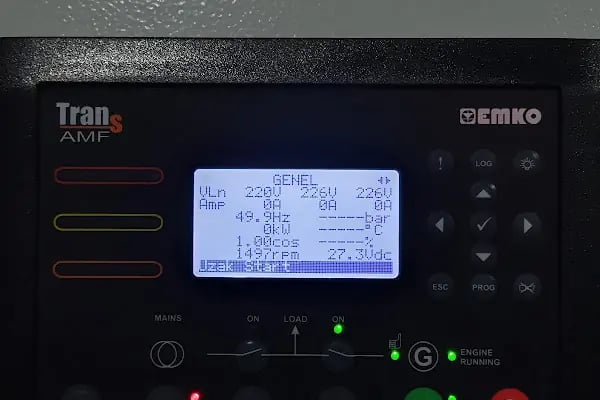 Trans
AMF
EMKO
LOG
GENEL
VLn 220V 226V 226V
Amp 0A 0A 0A
49.9Hz -----bar
0kW -----°C
1.00cos -----%
1497rpm 27.3Vdc
Uzak Start
ESC
PROG
MAINS
ON
LOAD
ON
G
ENGINE
RUNNING